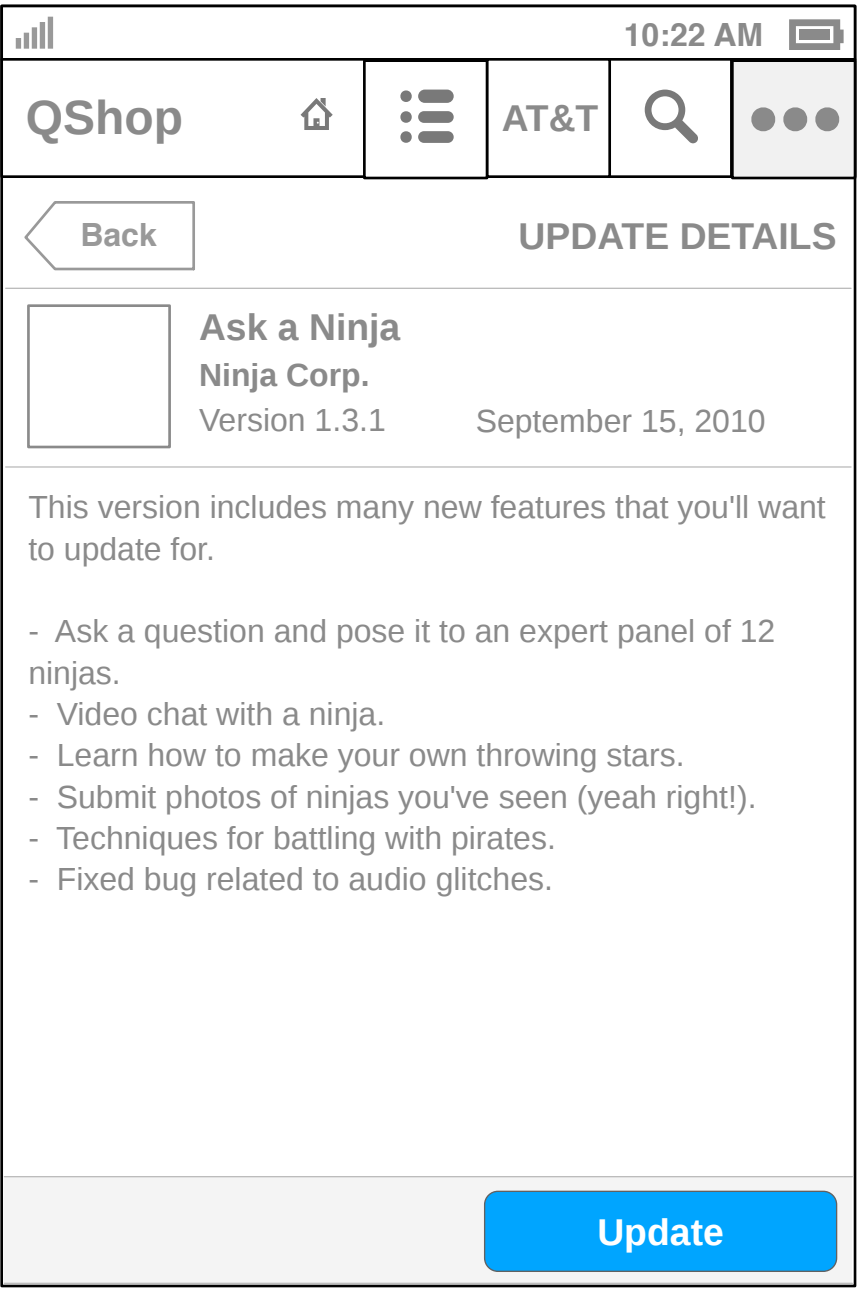 10:22 AM
QShop
AT&T
Back
UPDATE DETAILS
Ask a Ninja
Ninja Corp.
Version 1.3.1 September 15, 2010
This version includes many new features that you'll want
to update for.
- Ask a question and pose it to an expert panel of 12
ninjas.
- Video chat with a ninja.
- Learn how to make your own throwing stars.
- Submit photos of ninjas you've seen (yeah right!).
- Techniques for battling with pirates.
- Fixed bug related to audio glitches.
Update